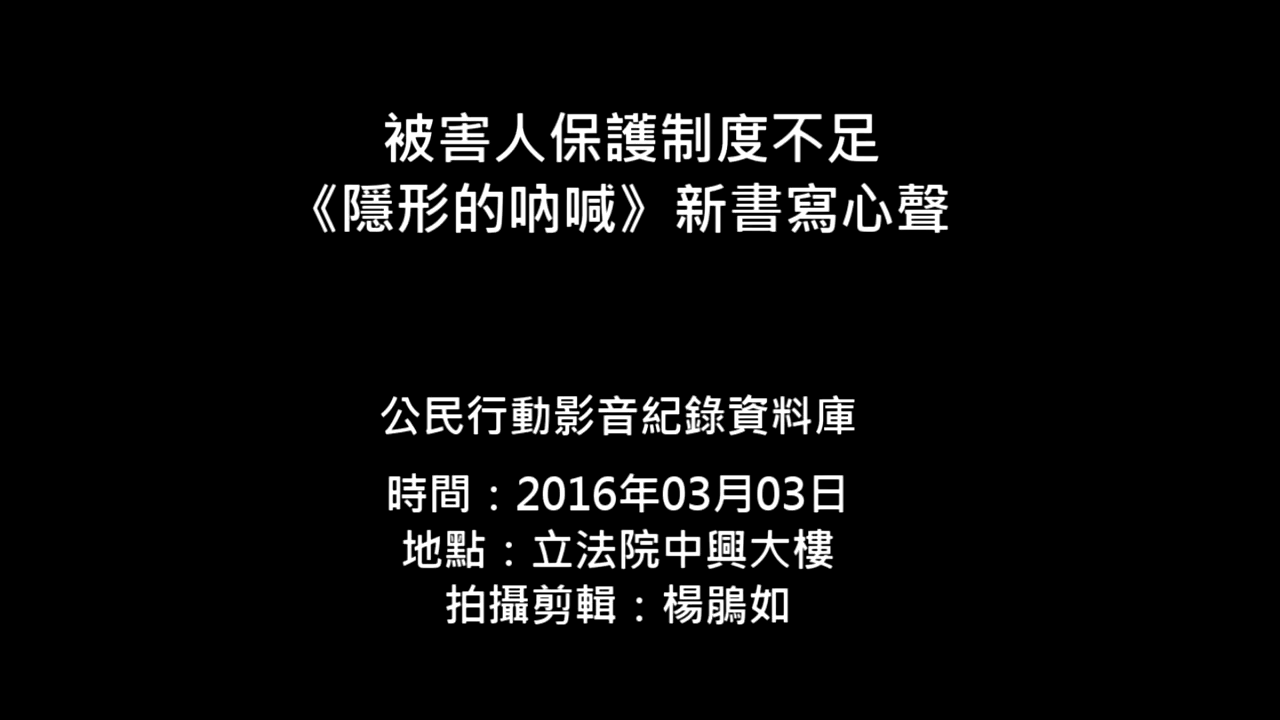 被害人保護制度不足
《隱形的吶喊》新書寫心聲
公民行動影音紀錄資料庫
時間：2016年03月03日
地點：立法院中興大樓
拍攝剪輯：楊鵑如